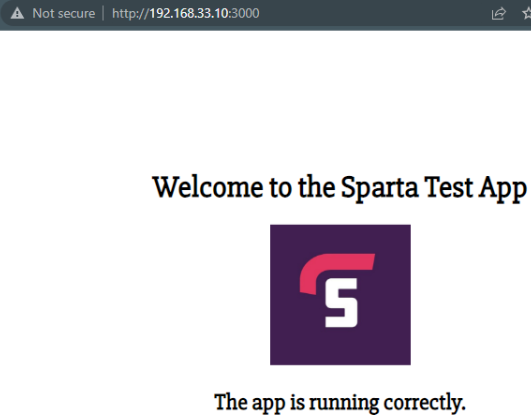 Not secure | http://192.168.33.10:3000
Welcome to the Sparta Test App
S
The app is running correctly.